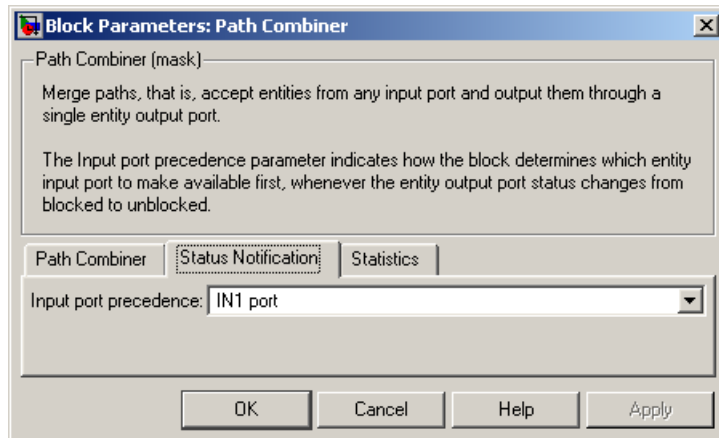 Block Parameters: Path Combiner
Path Combiner (mask)
Merge paths, that is, accept entities from any input port and output them through a
single entity output port.
The Input port precedence parameter indicates how the block determines which entity
input port to make available first, whenever the entity output port status changes from
blocked to unblocked.
Path Combiner Status Notification Statistics
Input port precedence: IN1 port
OK Cancel Help Apply